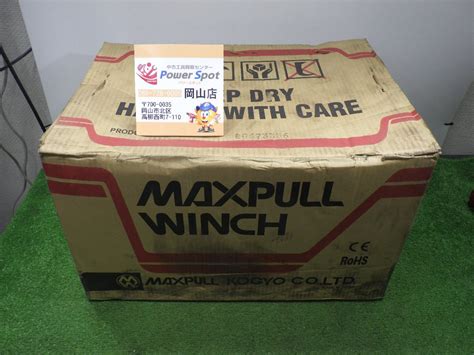 中古工具買取センター
Power Spot
岡山店
〒700-0035
岡山市北区
高柳西町7-110
P DRY
HA WITH CARE
PRODU
MAXPULL
WINCH
CE
RoHS
MAXPULL KOGYO CO.LTD.